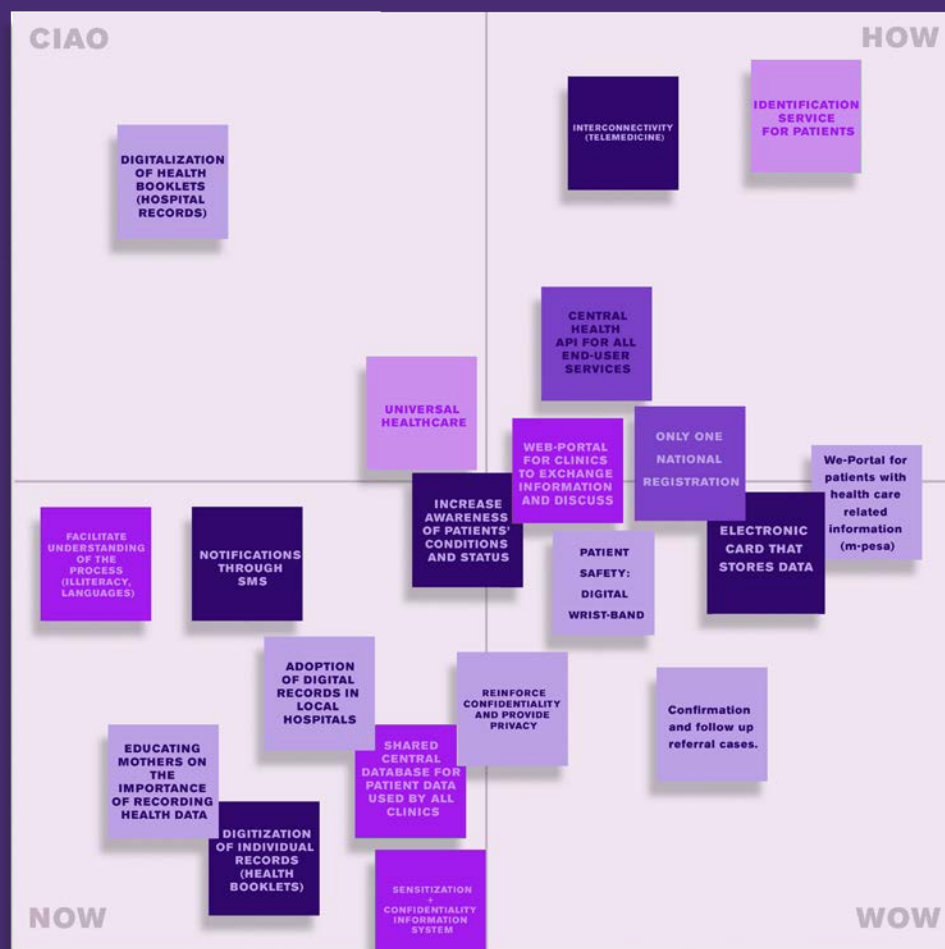 CIAO
HOW
INTERCONNECTIVITY
(TELEMEDICINE)
IDENTIFICATION
SERVICE
FOR PATIENTS
DIGITALIZATION
OF HEALTH
BOOKLETS
(HOSPITAL
RECORDS)
CENTRAL
HEALTH
API FOR ALL
END-USER
SERVICES
UNIVERSAL
HEALTHCARE
WEB-PORTAL
FOR CLINICS
TO EXCHANGE
INFORMATION
AND DISCUSS
ONLY ONE
NATIONAL
REGISTRATION
We-Portal for
patients with
health care
related
information
(m-pesa)
FACILITATE
UNDERSTANDING
OF THE
PROCESS
(ILLITERACY,
LANGUAGES)
NOTIFICATIONS
THROUGH
SMS
INCREASE
AWARENESS
OF PATIENTS'
CONDITIONS
AND STATUS
PATIENT
SAFETY:
DIGITAL
WRIST-BAND
ELECTRONIC
CARD THAT
STORES DATA
ADOPTION
OF DIGITAL
RECORDS IN
LOCAL
HOSPITALS
REINFORCE
CONFIDENTIALITY
AND PROVIDE
PRIVACY
Confirmation
and follow up
referral cases.
EDUCATING
MOTHERS ON
THE
IMPORTANCE
OF RECORDING
HEALTH DATA
SHARED
CENTRAL
DATABASE FOR
PATIENT DATA
USED BY ALL
CLINICS
DIGITIZATION
OF INDIVIDUAL
RECORDS
(HEALTH
BOOKLETS)
SENSITIZATION
+
CONFIDENTIALITY
INFORMATION
SYSTEM
NOW
WOW